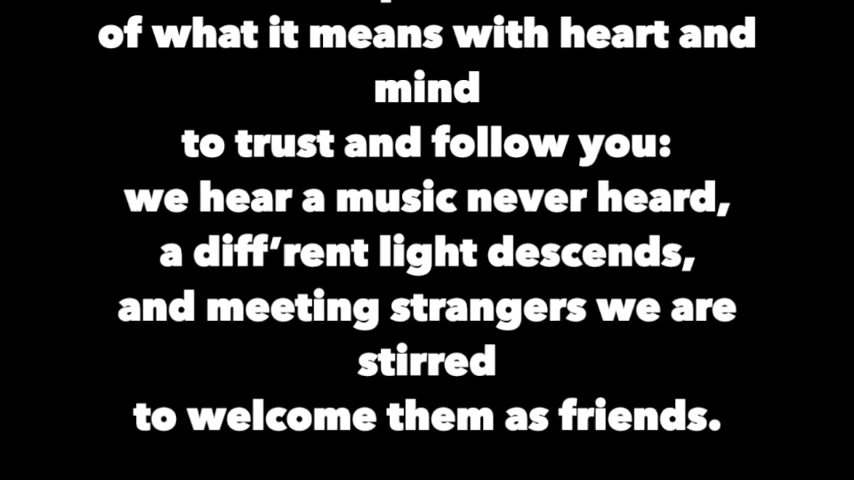 of what it means with heart and
mind
to trust and follow you:
we hear a music never heard,
a diff’rent light descends,
and meeting strangers we are
stirred
to welcome them as friends.